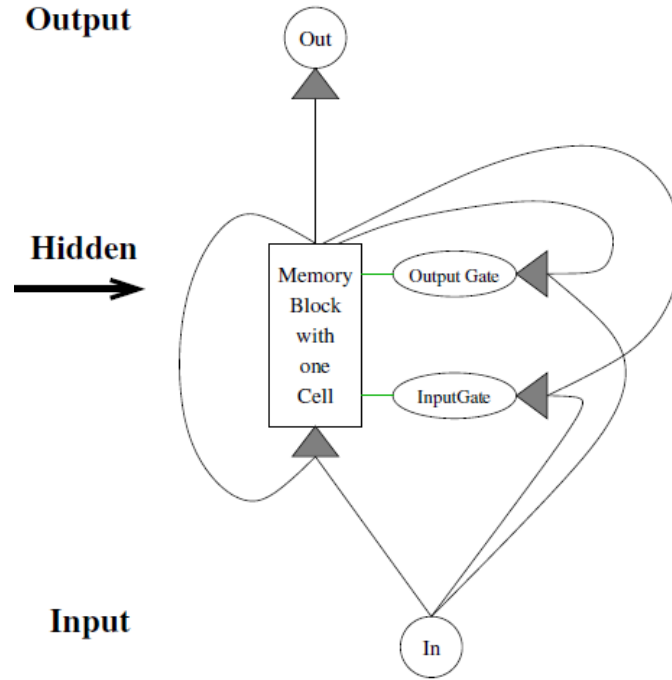 Output
Out
Hidden
Memory
Block
with
one
Cell
Output Gate
InputGate
Input
In